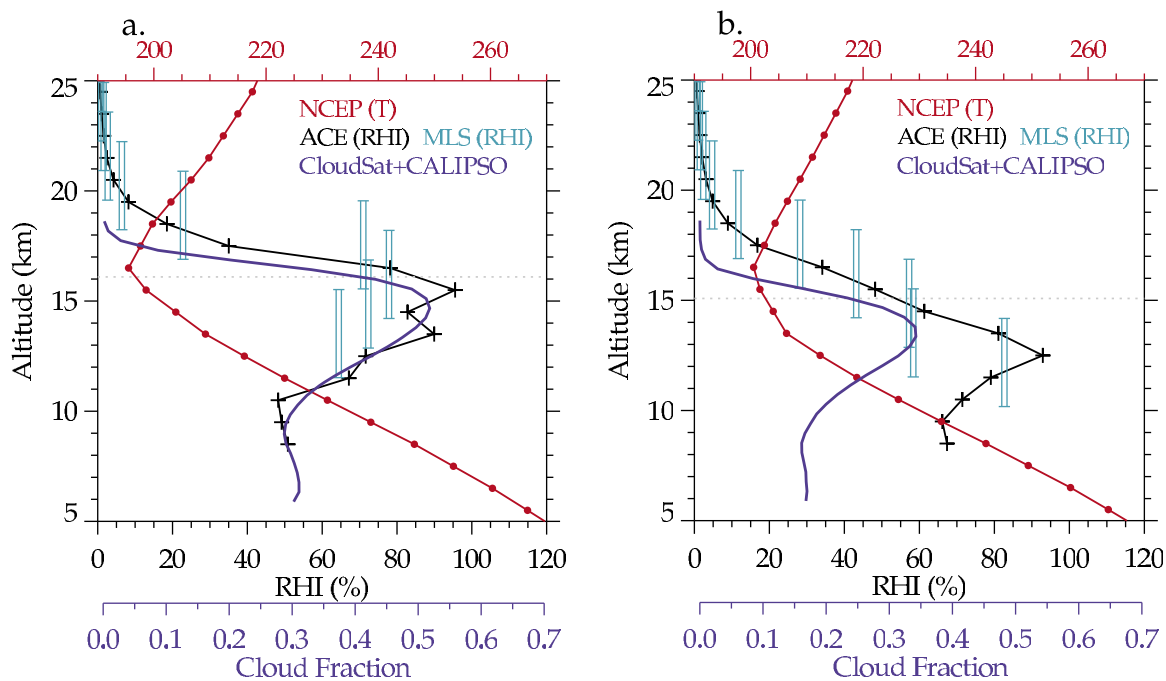 a.
200 220 240 260
25
20
15
10
5
Altitude (km)
NCEP (T)
ACE (RHI) MLS (RHI)
CloudSat+CALIPSO
0 20 40 60 80 100 120
RHI (%)
0.0 0.1 0.2 0.3 0.4 0.5 0.6 0.7
Cloud Fraction
b.
200 220 240 260
25
20
15
10
5
Altitude (km)
NCEP (T)
ACE (RHI) MLS (RHI)
CloudSat+CALIPSO
0 20 40 60 80 100 120
RHI (%)
0.0 0.1 0.2 0.3 0.4 0.5 0.6 0.7
Cloud Fraction